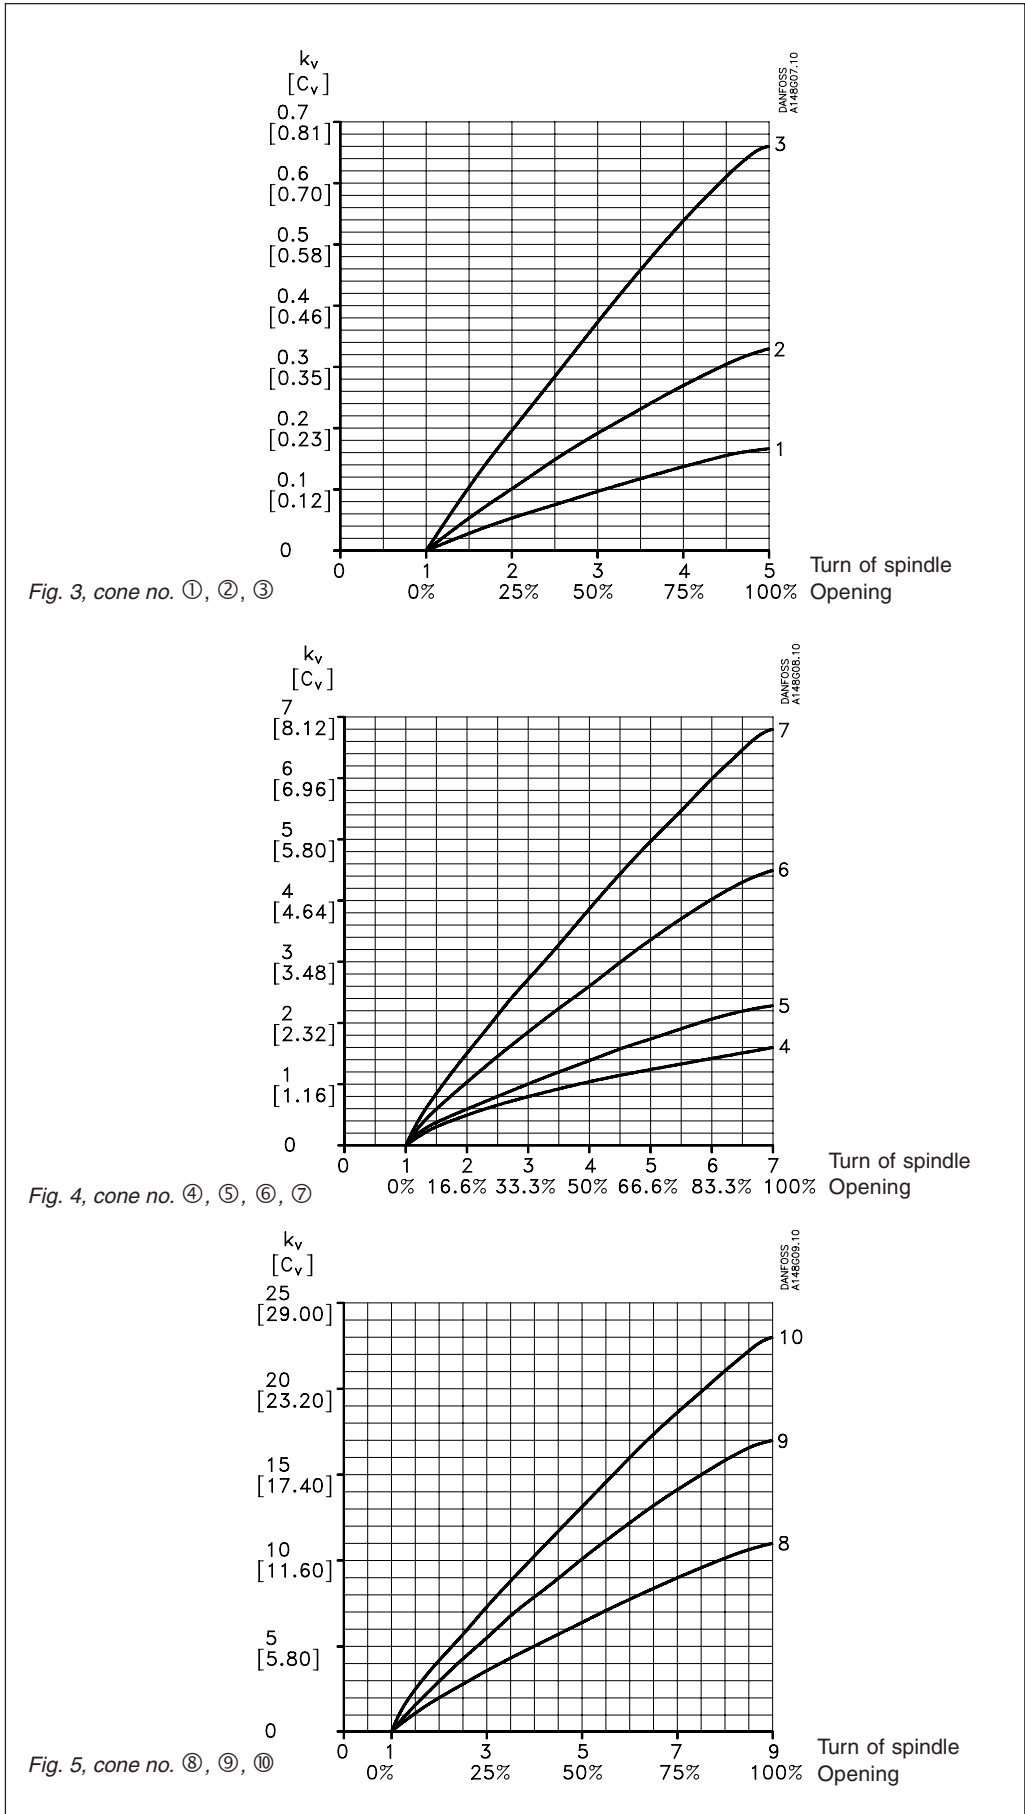 kv
[Cv]
DANFOSS
A148G07.10
0.7
[0.81]
0.6
[0.70]
0.5
[0.58]
0.4
[0.46]
0.3
[0.35]
0.2
[0.23]
0.1
[0.12]
0
3
2
1
0 1 2 3 4 5 Turn of spindle
0% 25% 50% 75% 100% Opening
Fig. 3, cone no. ①, ②, ③
kv
[Cv]
DANFOSS
A148G08.10
7
[8.12]
6
[6.96]
5
[5.80]
4
[4.64]
3
[3.48]
2
[2.32]
1
[1.16]
0
7
6
5
4
0 1 2 3 4 5 6 7 Turn of spindle
0% 16.6% 33.3% 50% 66.6% 83.3% 100% Opening
Fig. 4, cone no. ④, ⑤, ⑥, ⑦
kv
[Cv]
DANFOSS
A148G09.10
25
[29.00]
20
[23.20]
15
[17.40]
10
[11.60]
5
[5.80]
0
10
9
8
0 1 3 5 7 9 Turn of spindle
0% 25% 50% 75% 100% Opening
Fig. 5, cone no. ⑧, ⑨, ⑩